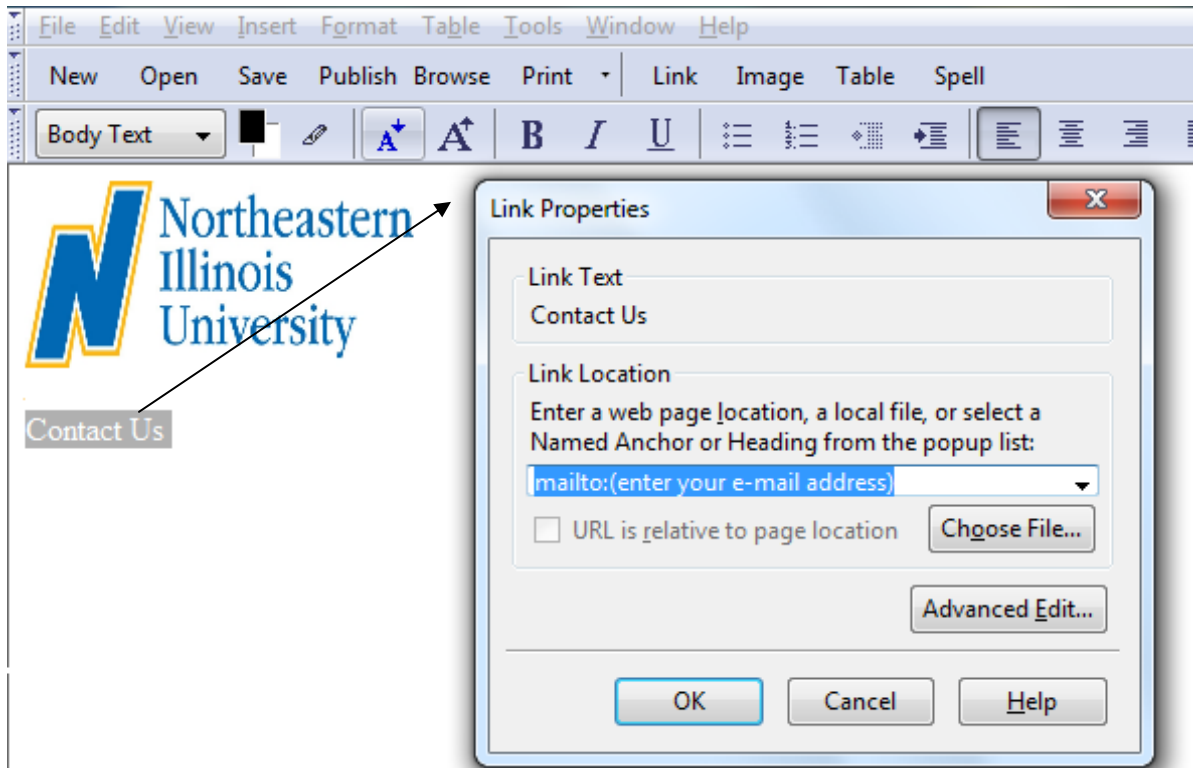 File Edit View Insert Format Table Tools Window Help
New Open Save Publish Browse Print Link Image Table Spell
Body Text A A B I U
Northeastern
Illinois
University
Contact Us
Link Properties
Link Text
Contact Us
Link Location
Enter a web page location, a local file, or select a
Named Anchor or Heading from the popup list:
mailto:(enter your e-mail address)
URL is relative to page location Choose File...
Advanced Edit...
OK Cancel Help